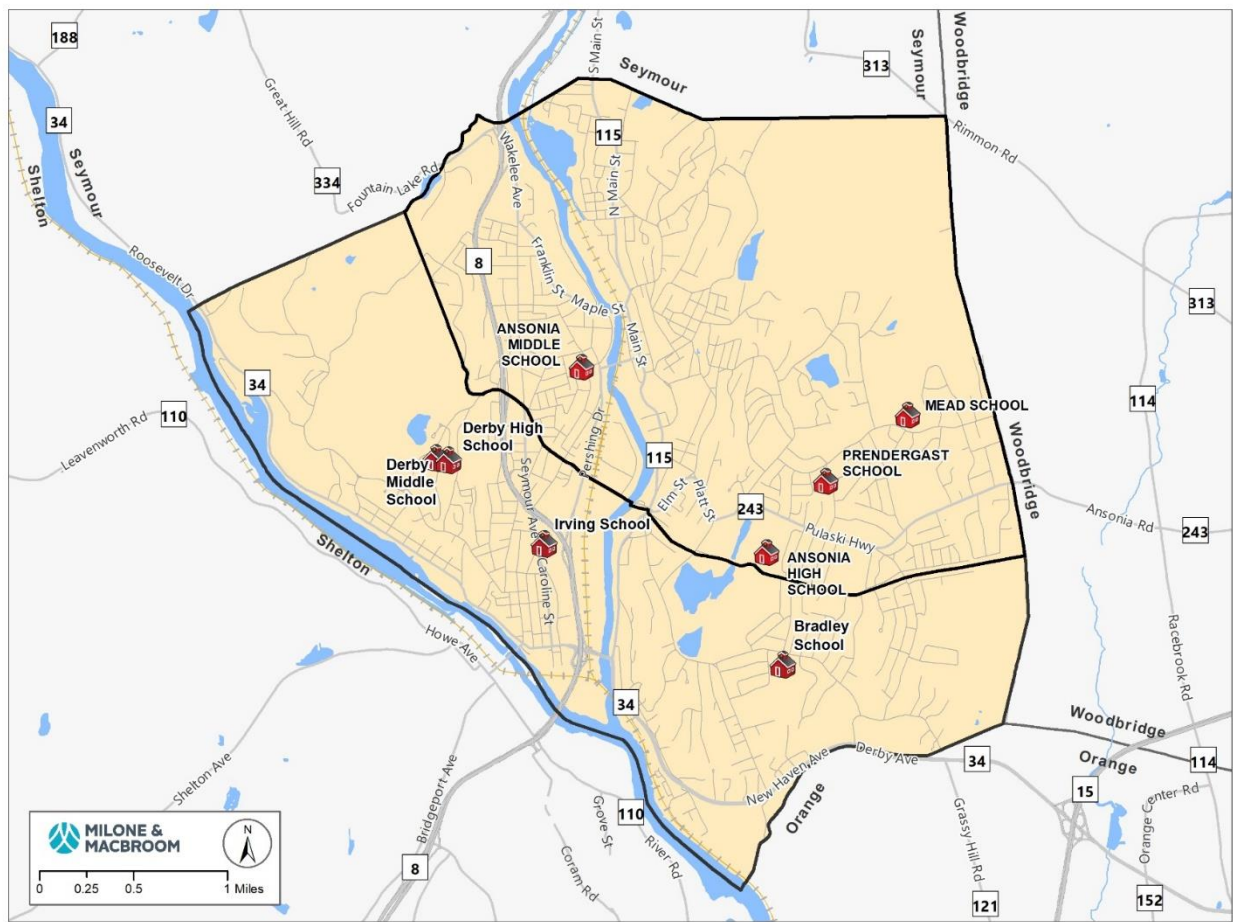 188
313
Seymour
Woodbridge
S Main St
Seymour
Great Hill Rd
34
Seymour
Shelton
115
Rimmon Rd
Wakelee Ave
N Main St
334
Fountain Lake Rd
Roosevelt Dr
8
Franklin St
Maple St
Main St
313
ANSONIA
MIDDLE
SCHOOL
34
110
Leavenworth Rd
114
MEAD SCHOOL
Woodbridge
Derby High
School
Pershing Dr
115
PRENDERGAST
SCHOOL
Derby
Middle
School
Seymour Ave
Elm St
Platt St
243
Ansonia Rd
243
Irving School
Pulaski Hwy
Shelton
Caroline St
ANSONIA
HIGH
SCHOOL
Howe Ave
Bradley
School
Racebrook Rd
34
Woodbridge
Orange
114
Derby Ave
34
New Haven Ave
Orange
15
Shelton Ave
Bridgeport Ave
110
Grove St
River Rd
Grassy Hill Rd
Orange Center Rd
8
Coram Rd
121
152
MILONE &
MACBROOM
N
0 0.25 0.5 1 Miles